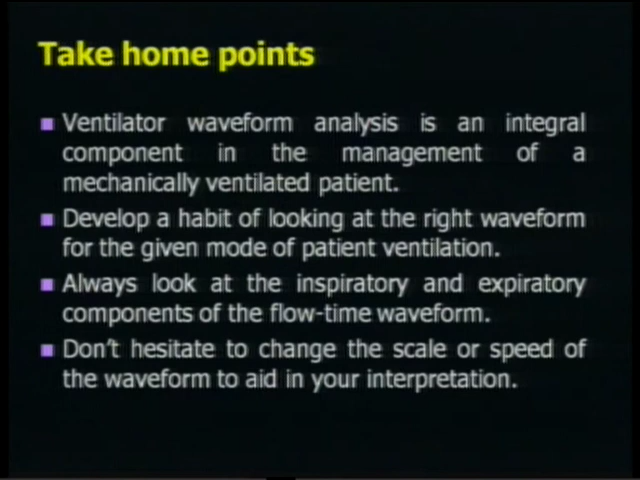 Take home points
Ventilator waveform analysis is an integral
component in the management of a
mechanically ventilated patient.
Develop a habit of looking at the right waveform
for the given mode of patient ventilation.
Always look at the inspiratory and expiratory
components of the flow-time waveform.
Don't hesitate to change the scale or speed of
the waveform to aid in your interpretation.